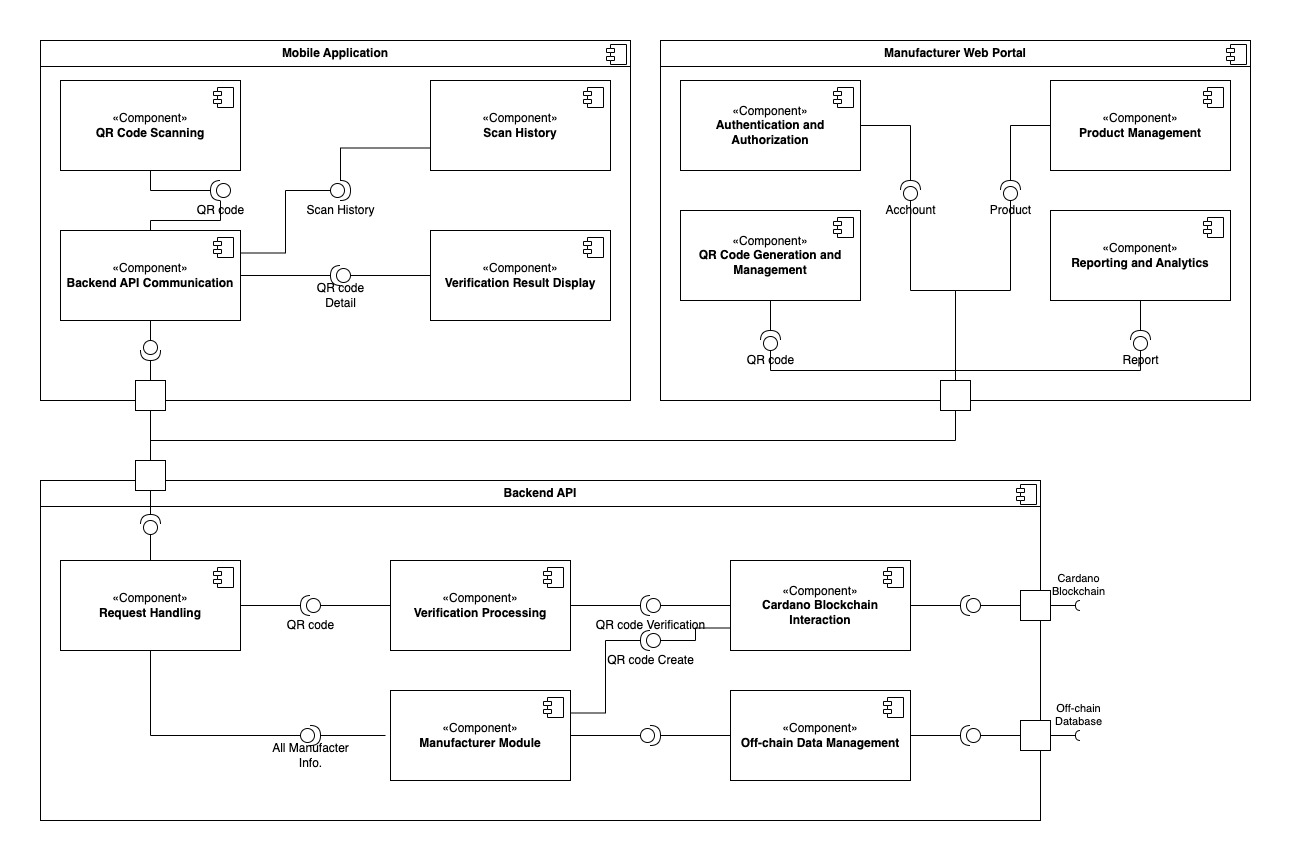 Mobile Application
«Component»
QR Code Scanning
«Component»
Scan History
QR code
Scan History
«Component»
Backend API Communication
QR code
Detail
«Component»
Verification Result Display
Manufacturer Web Portal
«Component»
Authentication and
Authorization
«Component»
Product Management
Acchount
Product
«Component»
QR Code Generation and
Management
«Component»
Reporting and Analytics
QR code
Report
Backend API
«Component»
Request Handling
QR code
«Component»
Verification Processing
QR code Verification
QR code Create
«Component»
Cardano Blockchain
Interaction
Cardano
Blockchain
All Manufacter
Info.
«Component»
Manufacturer Module
«Component»
Off-chain Data Management
Off-chain
Database